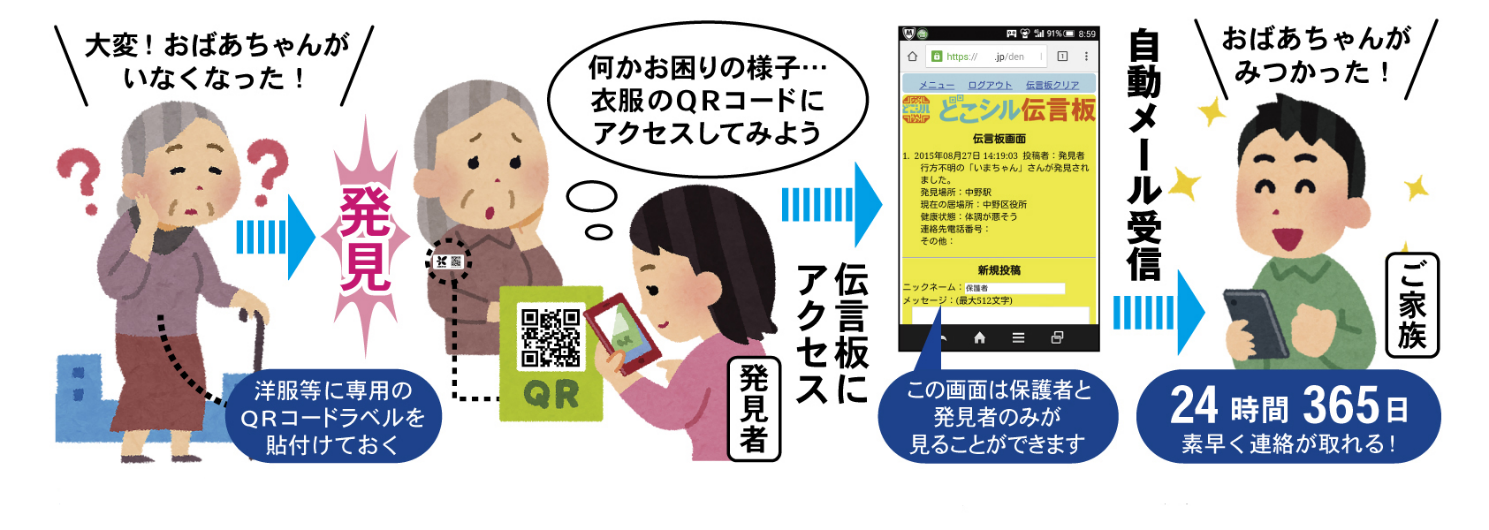 大変！おばあちゃんが
いなくなった！
洋服等に専用の
QRコードラベルを
貼付けておく
発見
何かお困りの様子…
衣服のQRコードに
アクセスしてみよう
QR
発見者
伝言板に
アクセス
8:59
91%
https://
.jp/den
1
メニュー ログアウト 伝言板クリア
どこシル
どこシル伝言板
伝言板画面
1. 2015年08月27日 14:19:03 投稿者：発見者
行方不明の「いまちゃん」さんが発見され
ました。
発見場所：中野駅
現在の居場所：中野区役所
健康状態：体調が悪そう
連絡先電話番号：
その他：
新規投稿
ニックネーム：保護者
メッセージ：(最大512文字)
この画面は保護者と
発見者のみが
見ることができます
自動メール受信
おばあちゃんが
みつかった！
ご家族
24時間 365日
素早く連絡が取れる！